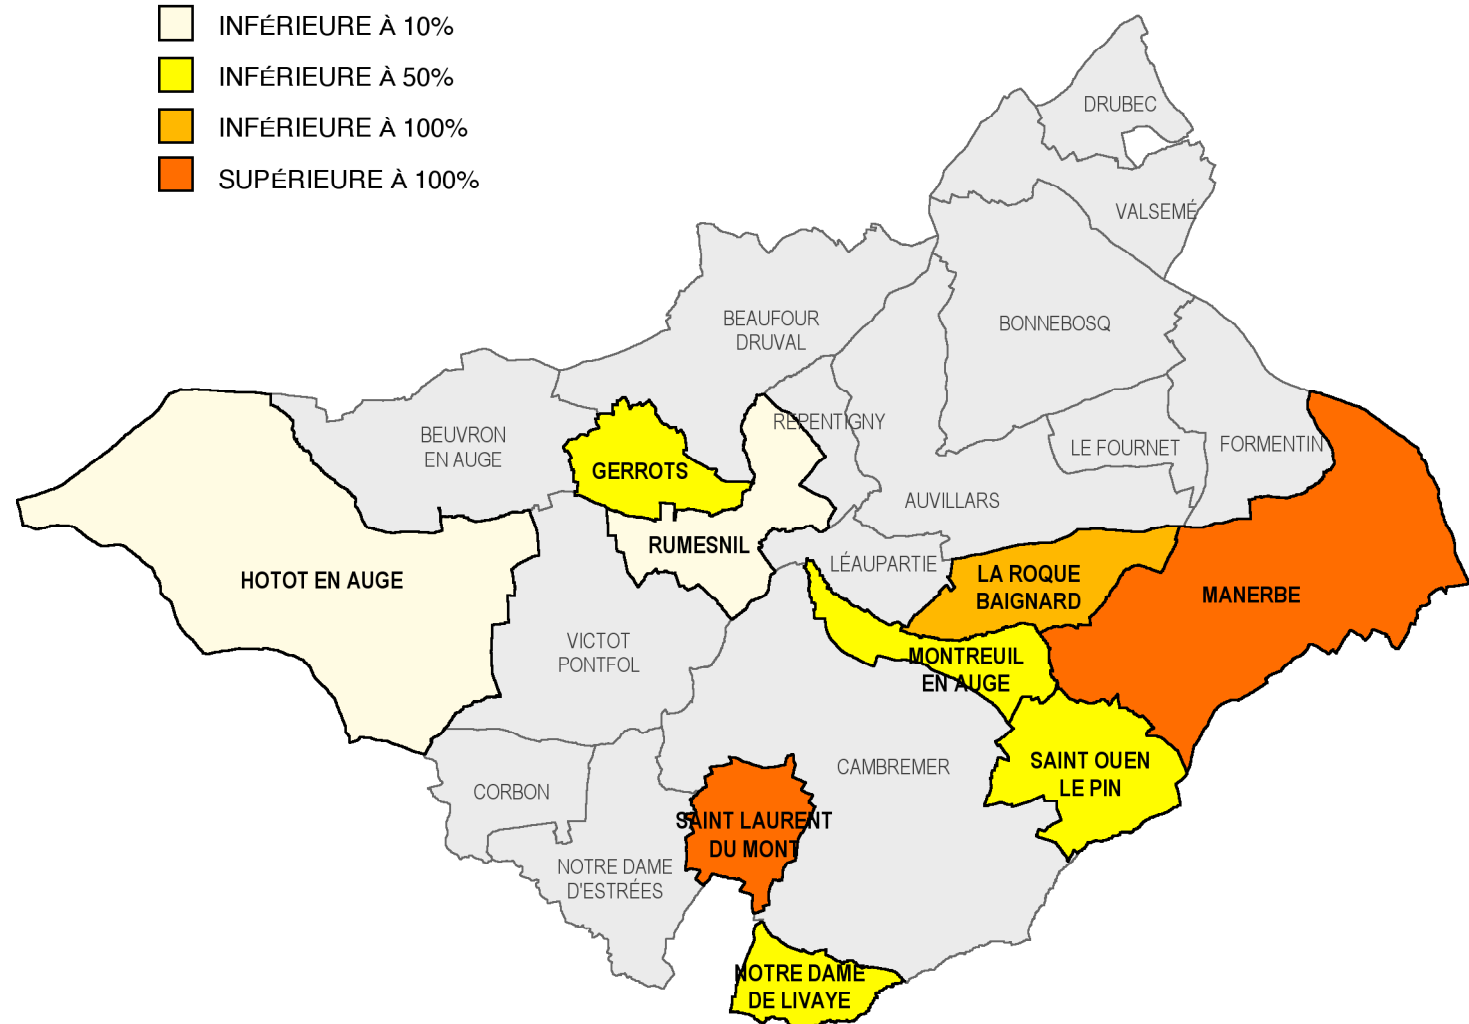 INFÉRIEURE À 10%
INFÉRIEURE À 50%
INFÉRIEURE À 100%
SUPÉRIEURE À 100%
DRUBEC
VALSEMÉ
BEAUFOUR
DRUVAL
BONNEBOSQ
REPENTIGNY
BEUVRON
EN AUGE
GERROTS
LE FOURNET
FORMENTIN
AUVILLARS
RUMESNIL
LÉAUPARTIE
HOTOT EN AUGE
LA ROQUE
BAIGNARD
MANERBE
VICTOT
PONTFOL
MONTREUIL
EN AUGE
CAMBREMER
SAINT OUEN
LE PIN
CORBON
SAINT LAURENT
DU MONT
NOTRE DAME
D'ESTRÉES
NOTRE DAME
DE LIVAYE